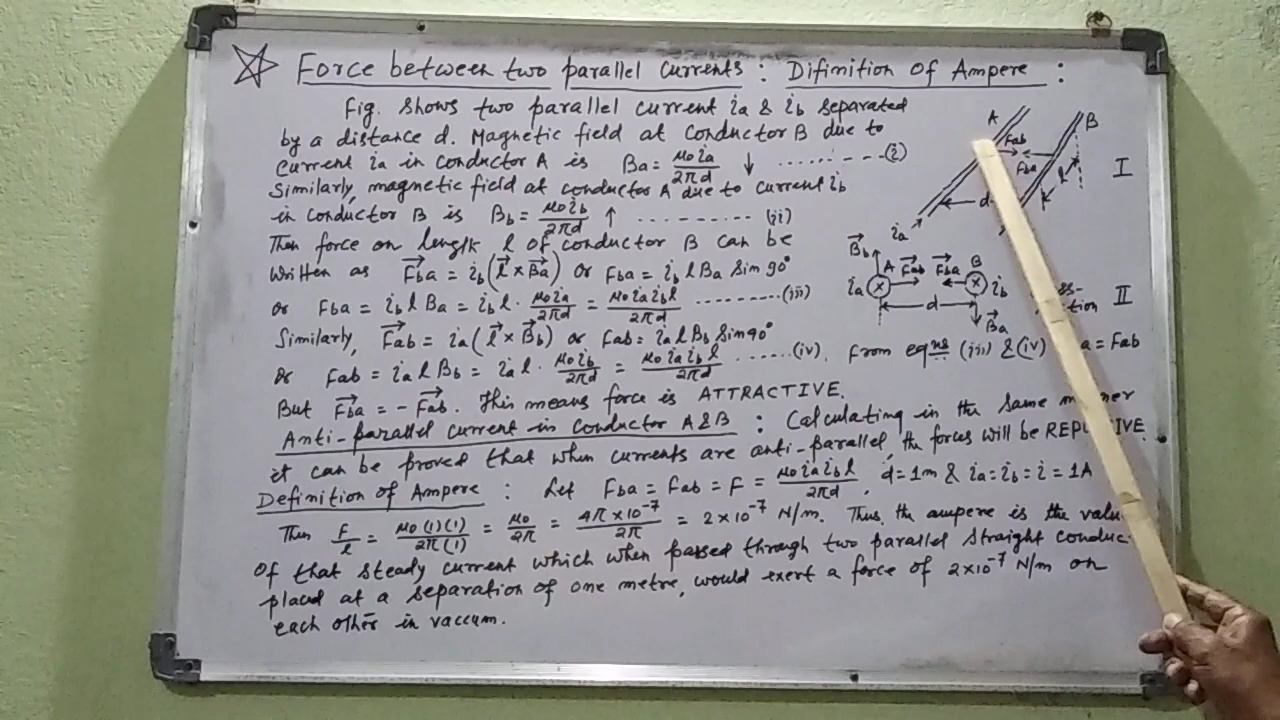 Force between two parallel currents : Difinition of Ampere :
Fig. shows two parallel current ia & ib separated
by a distance d. Magnetic field at conductor B due to
current ia in conductor A is Ba = μ0ia/2πd ↓ ..........(i)
Similarly, magnetic field at conductor A due to current ib
in conductor B is Bb = μ0ib/2πd ↑ ..........(ii)
Then force on length l of conductor B can be
written as F⃗ba = ib(l⃗ × B⃗a) or Fba = ib l Ba Sin 90°
or Fba = ib l Ba = ib l · μ0ia/2πd = μ0iaibl/2πd ..........(iii)
Similarly, F⃗ab = ia(l⃗ × B⃗b) or Fab = ia l Bb Sin 90°
or Fab = ia l Bb = ia l · μ0ib/2πd = μ0iaibl/2πd ......(iv). From eqns (iii) & (iv) a = Fab
But F⃗ba = - F⃗ab. This means force is ATTRACTIVE.
Anti-parallel current in conductor A & B : Calculating in the same manner
it can be proved that when currents are anti-parallel, the forces will be
Definition of Ampere : Let Fba = Fab = F = μ0iaibl/2πd, d = 1m & ia = ib = i = 1A
Then F/l = μ0(1)(1)/2π(1) = μ0/2π = 4π×10⁻⁷/2π = 2×10⁻⁷ N/m. Thus, the ampere is the valu
of that steady current which when passed through two parallel straight conduc
placed at a separation of one metre, would exert a force of 2×10⁻⁷ N/m on
each other in vaccum.
A B
Fab
Fba
l
d
ia
I
B⃗b
A F⃗ab F⃗ba B
ia ib
d
B⃗a
II